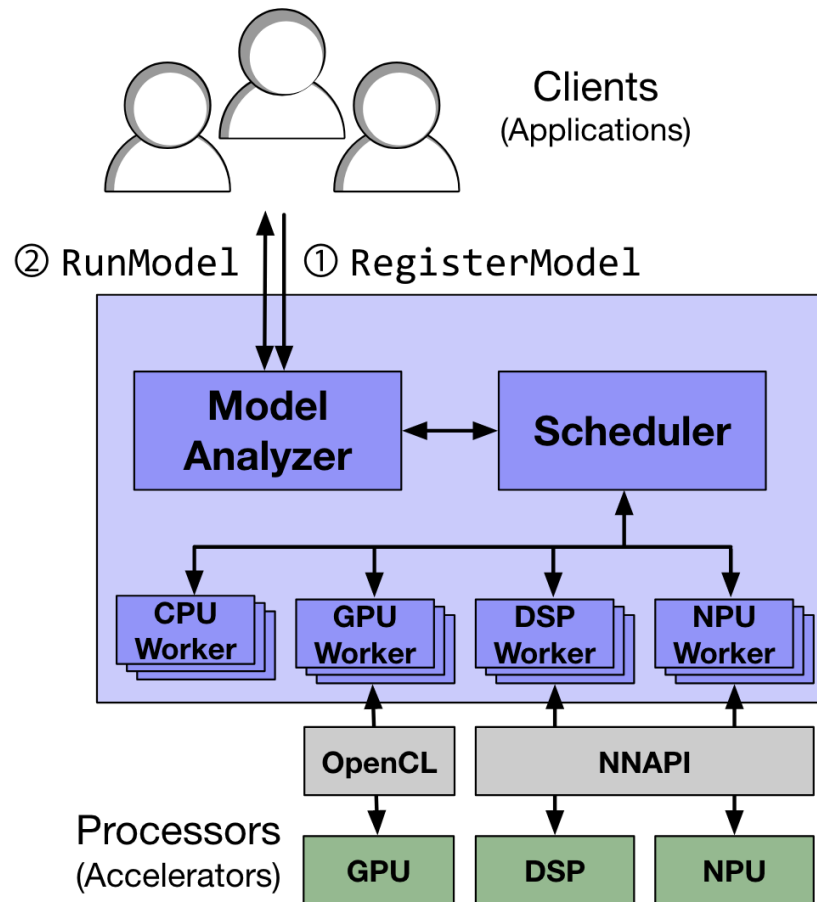 Clients
(Applications)
② RunModel
① RegisterModel
Model
Analyzer
Scheduler
CPU
Worker
GPU
Worker
DSP
Worker
NPU
Worker
OpenCL
NNAPI
Processors
(Accelerators)
GPU
DSP
NPU